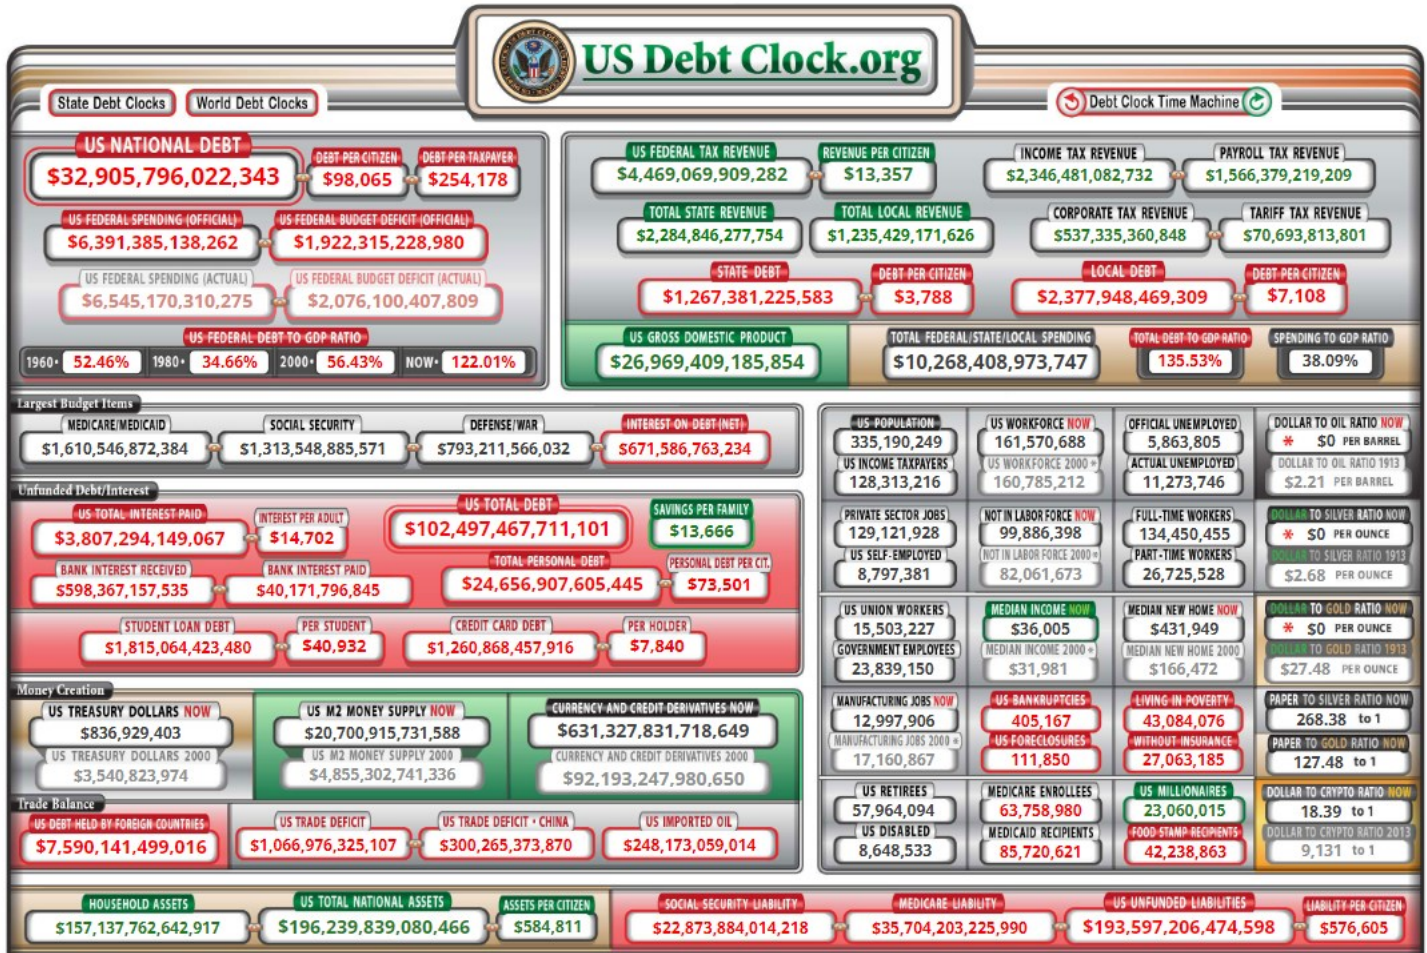 US Debt Clock.org
State Debt Clocks World Debt Clocks
Debt Clock Time Machine
US NATIONAL DEBT DEBT PER CITIZEN DEBT PER TAXPAYER
$32,905,796,022,343 $98,065 $254,178
US FEDERAL SPENDING (OFFICIAL) US FEDERAL BUDGET DEFICIT (OFFICIAL)
$6,391,385,138,262 $1,922,315,228,980
US FEDERAL SPENDING (ACTUAL) US FEDERAL BUDGET DEFICIT (ACTUAL)
$6,545,170,310,275 $2,076,100,407,809
US FEDERAL DEBT TO GDP RATIO
1960• 52.46% 1980• 34.66% 2000• 56.43% NOW• 122.01%
US FEDERAL TAX REVENUE REVENUE PER CITIZEN INCOME TAX REVENUE PAYROLL TAX REVENUE
$4,469,069,909,282 $13,357 $2,346,481,082,732 $1,566,379,219,209
TOTAL STATE REVENUE TOTAL LOCAL REVENUE CORPORATE TAX REVENUE TARIFF TAX REVENUE
$2,284,846,277,754 $1,235,429,171,626 $537,335,360,848 $70,693,813,801
STATE DEBT DEBT PER CITIZEN LOCAL DEBT DEBT PER CITIZEN
$1,267,381,225,583 $3,788 $2,377,948,469,309 $7,108
US GROSS DOMESTIC PRODUCT TOTAL FEDERAL/STATE/LOCAL SPENDING TOTAL DEBT TO GDP RATIO SPENDING TO GDP RATIO
$26,969,409,185,854 $10,268,408,973,747 135.53% 38.09%
Largest Budget Items
MEDICARE/MEDICAID SOCIAL SECURITY DEFENSE/WAR INTEREST ON DEBT (NET)
$1,610,546,872,384 $1,313,548,885,571 $793,211,566,032 $671,586,763,234
Unfunded Debt/Interest
US TOTAL INTEREST PAID INTEREST PER ADULT US TOTAL DEBT SAVINGS PER FAMILY
$3,807,294,149,067 $14,702 $102,497,467,711,101 $13,666
BANK INTEREST RECEIVED BANK INTEREST PAID TOTAL PERSONAL DEBT PERSONAL DEBT PER CIT.
$598,367,157,535 $40,171,796,845 $24,656,907,605,445 $73,501
STUDENT LOAN DEBT PER STUDENT CREDIT CARD DEBT PER HOLDER
$1,815,064,423,480 $40,932 $1,260,868,457,916 $7,840
Money Creation
US TREASURY DOLLARS NOW US M2 MONEY SUPPLY NOW CURRENCY AND CREDIT DERIVATIVES NOW
$836,929,403 $20,700,915,731,588 $631,327,831,718,649
US TREASURY DOLLARS 2000 US M2 MONEY SUPPLY 2000 CURRENCY AND CREDIT DERIVATIVES 2000
$3,540,823,974 $4,855,302,741,336 $92,193,247,980,650
Trade Balance
US DEBT HELD BY FOREIGN COUNTRIES US TRADE DEFICIT US TRADE DEFICIT • CHINA US IMPORTED OIL
$7,590,141,499,016 $1,066,976,325,107 $300,265,373,870 $248,173,059,014
US POPULATION US WORKFORCE NOW OFFICIAL UNEMPLOYED DOLLAR TO OIL RATIO NOW
335,190,249 161,570,688 5,863,805 * $0 PER BARREL
US INCOME TAXPAYERS US WORKFORCE 2000 * ACTUAL UNEMPLOYED DOLLAR TO OIL RATIO 1913
128,313,216 160,785,212 11,273,746 $2.21 PER BARREL
PRIVATE SECTOR JOBS NOT IN LABOR FORCE NOW FULL-TIME WORKERS DOLLAR TO SILVER RATIO NOW
129,121,928 99,886,398 134,450,455 * $0 PER OUNCE
US SELF-EMPLOYED NOT IN LABOR FORCE 2000 * PART-TIME WORKERS DOLLAR TO SILVER RATIO 1913
8,797,381 82,061,673 26,725,528 $2.68 PER OUNCE
US UNION WORKERS MEDIAN INCOME NOW MEDIAN NEW HOME NOW DOLLAR TO GOLD RATIO NOW
15,503,227 $36,005 $431,949 * $0 PER OUNCE
GOVERNMENT EMPLOYEES MEDIAN INCOME 2000 * MEDIAN NEW HOME 2000 DOLLAR TO GOLD RATIO 1913
23,839,150 $31,981 $166,472 $27.48 PER OUNCE
MANUFACTURING JOBS NOW US BANKRUPTCIES LIVING IN POVERTY PAPER TO SILVER RATIO NOW
12,997,906 405,167 43,084,076 268.38 to 1
MANUFACTURING JOBS 2000 * US FORECLOSURES WITHOUT INSURANCE PAPER TO GOLD RATIO NOW
17,160,867 111,850 27,063,185 127.48 to 1
US RETIREES MEDICARE ENROLLEES US MILLIONAIRES DOLLAR TO CRYPTO RATIO NOW
57,964,094 63,758,980 23,060,015 18.39 to 1
US DISABLED MEDICAID RECIPIENTS FOOD STAMP RECIPIENTS DOLLAR TO CRYPTO RATIO 2013
8,648,533 85,720,621 42,238,863 9,131 to 1
HOUSEHOLD ASSETS US TOTAL NATIONAL ASSETS ASSETS PER CITIZEN SOCIAL SECURITY LIABILITY MEDICARE LIABILITY US UNFUNDED LIABILITIES LIABILITY PER CITIZEN
$157,137,762,642,917 $196,239,839,080,466 $584,811 $22,873,884,014,218 $35,704,203,225,990 $193,597,206,474,598 $576,605